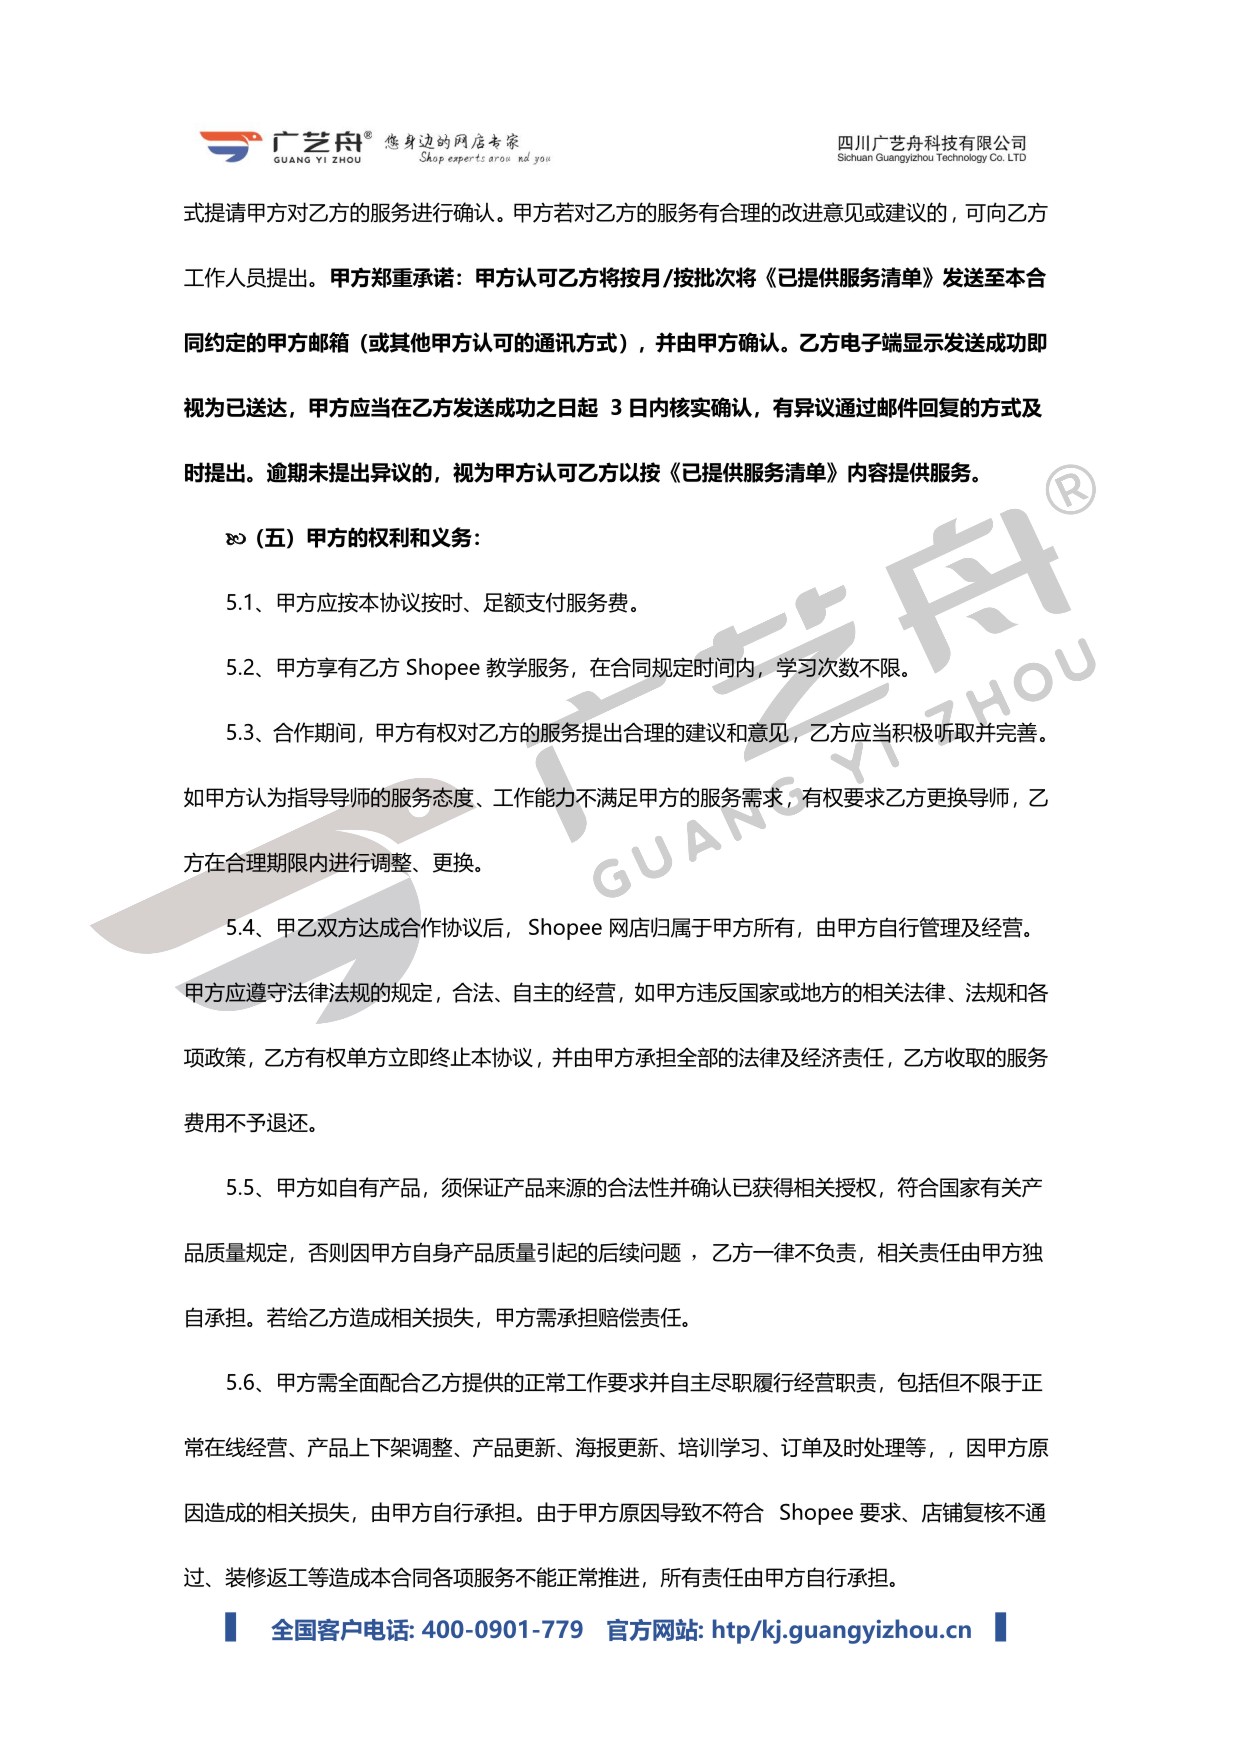 广艺舟® 您身边的网店专家
GUANG YI ZHOU Shop experts arou nd you
四川广艺舟科技有限公司
Sichuan Guangyizhou Technology Co. LTD
式提请甲方对乙方的服务进行确认。甲方若对乙方的服务有合理的改进意见或建议的，可向乙方
工作人员提出。甲方郑重承诺：甲方认可乙方将按月/按批次将《已提供服务清单》发送至本合
同约定的甲方邮箱（或其他甲方认可的通讯方式），并由甲方确认。乙方电子端显示发送成功即
视为已送达，甲方应当在乙方发送成功之日起 3 日内核实确认，有异议通过邮件回复的方式及
时提出。逾期未提出异议的，视为甲方认可乙方以按《已提供服务清单》内容提供服务。
（五）甲方的权利和义务：
5.1、甲方应按本协议按时、足额支付服务费。
5.2、甲方享有乙方 Shopee 教学服务，在合同规定时间内，学习次数不限。
5.3、合作期间，甲方有权对乙方的服务提出合理的建议和意见，乙方应当积极听取并完善。
如甲方认为指导导师的服务态度、工作能力不满足甲方的服务需求，有权要求乙方更换导师，乙
方在合理期限内进行调整、更换。
5.4、甲乙双方达成合作协议后， Shopee 网店归属于甲方所有，由甲方自行管理及经营。
甲方应遵守法律法规的规定，合法、自主的经营，如甲方违反国家或地方的相关法律、法规和各
项政策，乙方有权单方立即终止本协议，并由甲方承担全部的法律及经济责任，乙方收取的服务
费用不予退还。
5.5、甲方如自有产品，须保证产品来源的合法性并确认已获得相关授权，符合国家有关产
品质量规定，否则因甲方自身产品质量引起的后续问题 ，乙方一律不负责，相关责任由甲方独
自承担。若给乙方造成相关损失，甲方需承担赔偿责任。
5.6、甲方需全面配合乙方提供的正常工作要求并自主尽职履行经营职责，包括但不限于正
常在线经营、产品上下架调整、产品更新、海报更新、培训学习、订单及时处理等，，因甲方原
因造成的相关损失，由甲方自行承担。由于甲方原因导致不符合 Shopee 要求、店铺复核不通
过、装修返工等造成本合同各项服务不能正常推进，所有责任由甲方自行承担。
全国客户电话: 400-0901-779 官方网站: htp/kj.guangyizhou.cn
广艺舟®
GUANG YI ZHOU